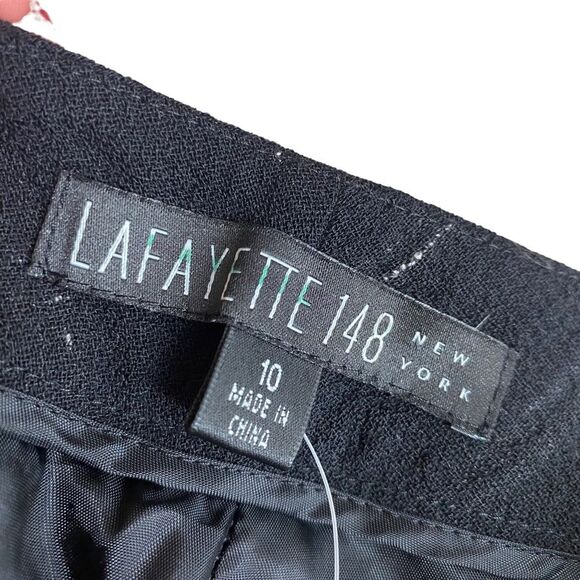 LAFAYETTE 148 NEW YORK
10
MADE IN
CHINA